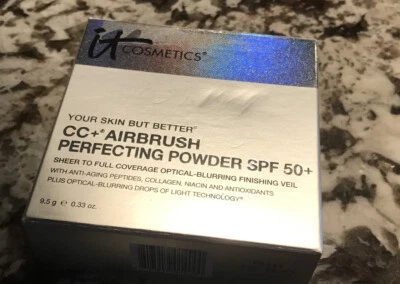 it
COSMETICS®
YOUR SKIN BUT BETTER™
CC+® AIRBRUSH
PERFECTING POWDER SPF 50+
SHEER TO FULL COVERAGE OPTICAL-BLURRING FINISHING VEIL
WITH ANTI-AGING PEPTIDES, COLLAGEN, NIACIN AND ANTIOXIDANTS
PLUS OPTICAL-BLURRING DROPS OF LIGHT TECHNOLOGY®
9.5 g ℮ 0.33 oz.